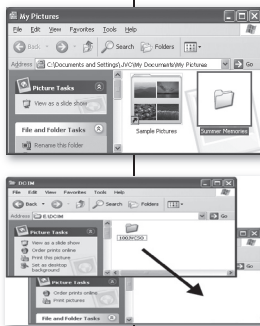 My Pictures
File Edit View Favorites Tools Help
Back Search Folders
Address C:\Documents and Settings\JVC\My Documents\My Pictures Go
Picture Tasks
View as a slide show
File and Folder Tasks
Rename this folder
Sample Pictures
Summer Memories
DCIM
File Edit View Favorites Tools Help
Back Search Folders
Address E:\DCIM Go
Picture Tasks
View as a slide show
Order prints online
Print this picture
Set as desktop
background
100JVCSO
Go
Picture Tasks
Order prints online
Print pictures
File and Folder Tasks